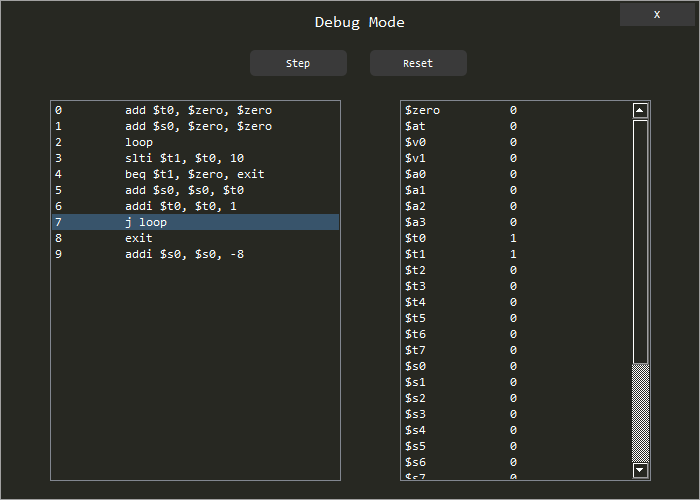 Debug Mode
X
Step Reset
0 add $t0, $zero, $zero
1 add $s0, $zero, $zero
2 loop
3 slti $t1, $t0, 10
4 beq $t1, $zero, exit
5 add $s0, $s0, $t0
6 addi $t0, $t0, 1
7 j loop
8 exit
9 addi $s0, $s0, -8
$zero 0
$at 0
$v0 0
$v1 0
$a0 0
$a1 0
$a2 0
$a3 0
$t0 1
$t1 1
$t2 0
$t3 0
$t4 0
$t5 0
$t6 0
$t7 0
$s0 0
$s1 0
$s2 0
$s3 0
$s4 0
$s5 0
$s6 0
$s7 0